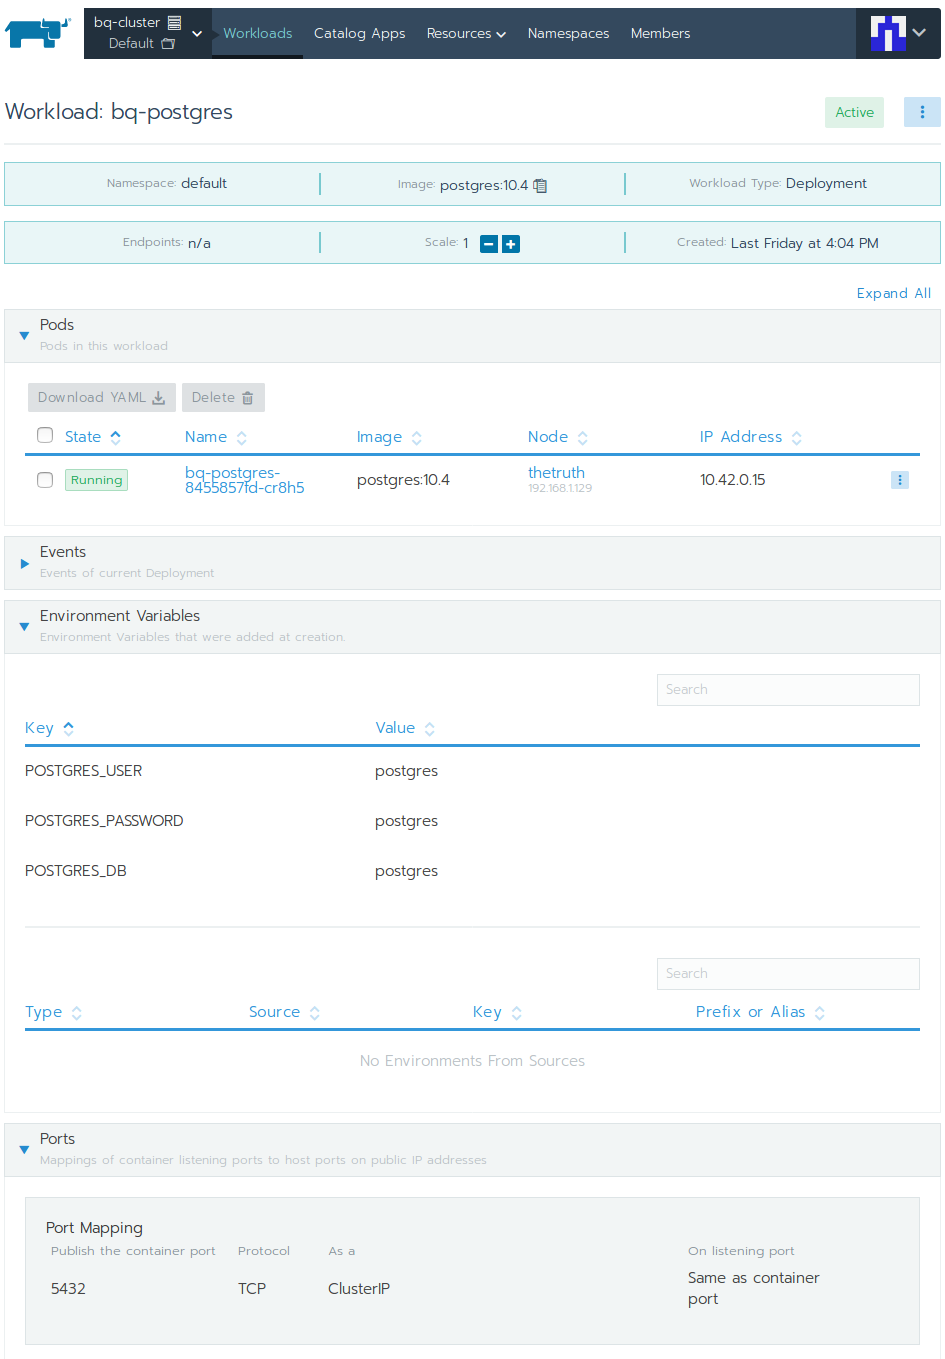 bq-cluster
Default
Workloads
Catalog Apps
Resources
Namespaces
Members
Workload: bq-postgres
Active
Namespace: default
Image: postgres:10.4
Workload Type: Deployment
Endpoints: n/a
Scale: 1
Created: Last Friday at 4:04 PM
Expand All
Pods
Pods in this workload
Download YAML
Delete
State
Name
Image
Node
IP Address
Running
bq-postgres-
8455857fd-cr8h5
postgres:10.4
thetruth
192.168.1.129
10.42.0.15
Events
Events of current Deployment
Environment Variables
Environment Variables that were added at creation.
Search
Key
Value
POSTGRES_USER
postgres
POSTGRES_PASSWORD
postgres
POSTGRES_DB
postgres
Search
Type
Source
Key
Prefix or Alias
No Environments From Sources
Ports
Mappings of container listening ports to host ports on public IP addresses
Port Mapping
Publish the container port
Protocol
As a
On listening port
5432
TCP
ClusterIP
Same as container
port